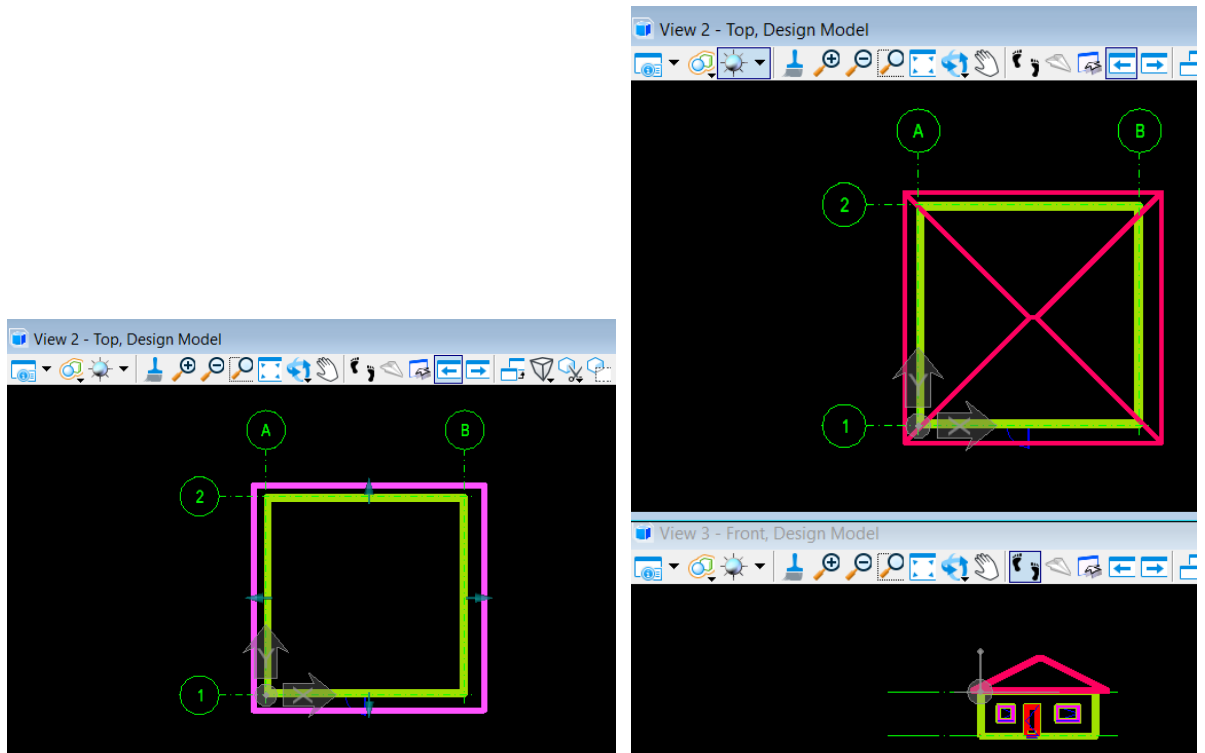 View 2 - Top, Design Model
A
B
2
1
Y
X
View 2 - Top, Design Model
A
B
2
1
Y
X
View 3 - Front, Design Model